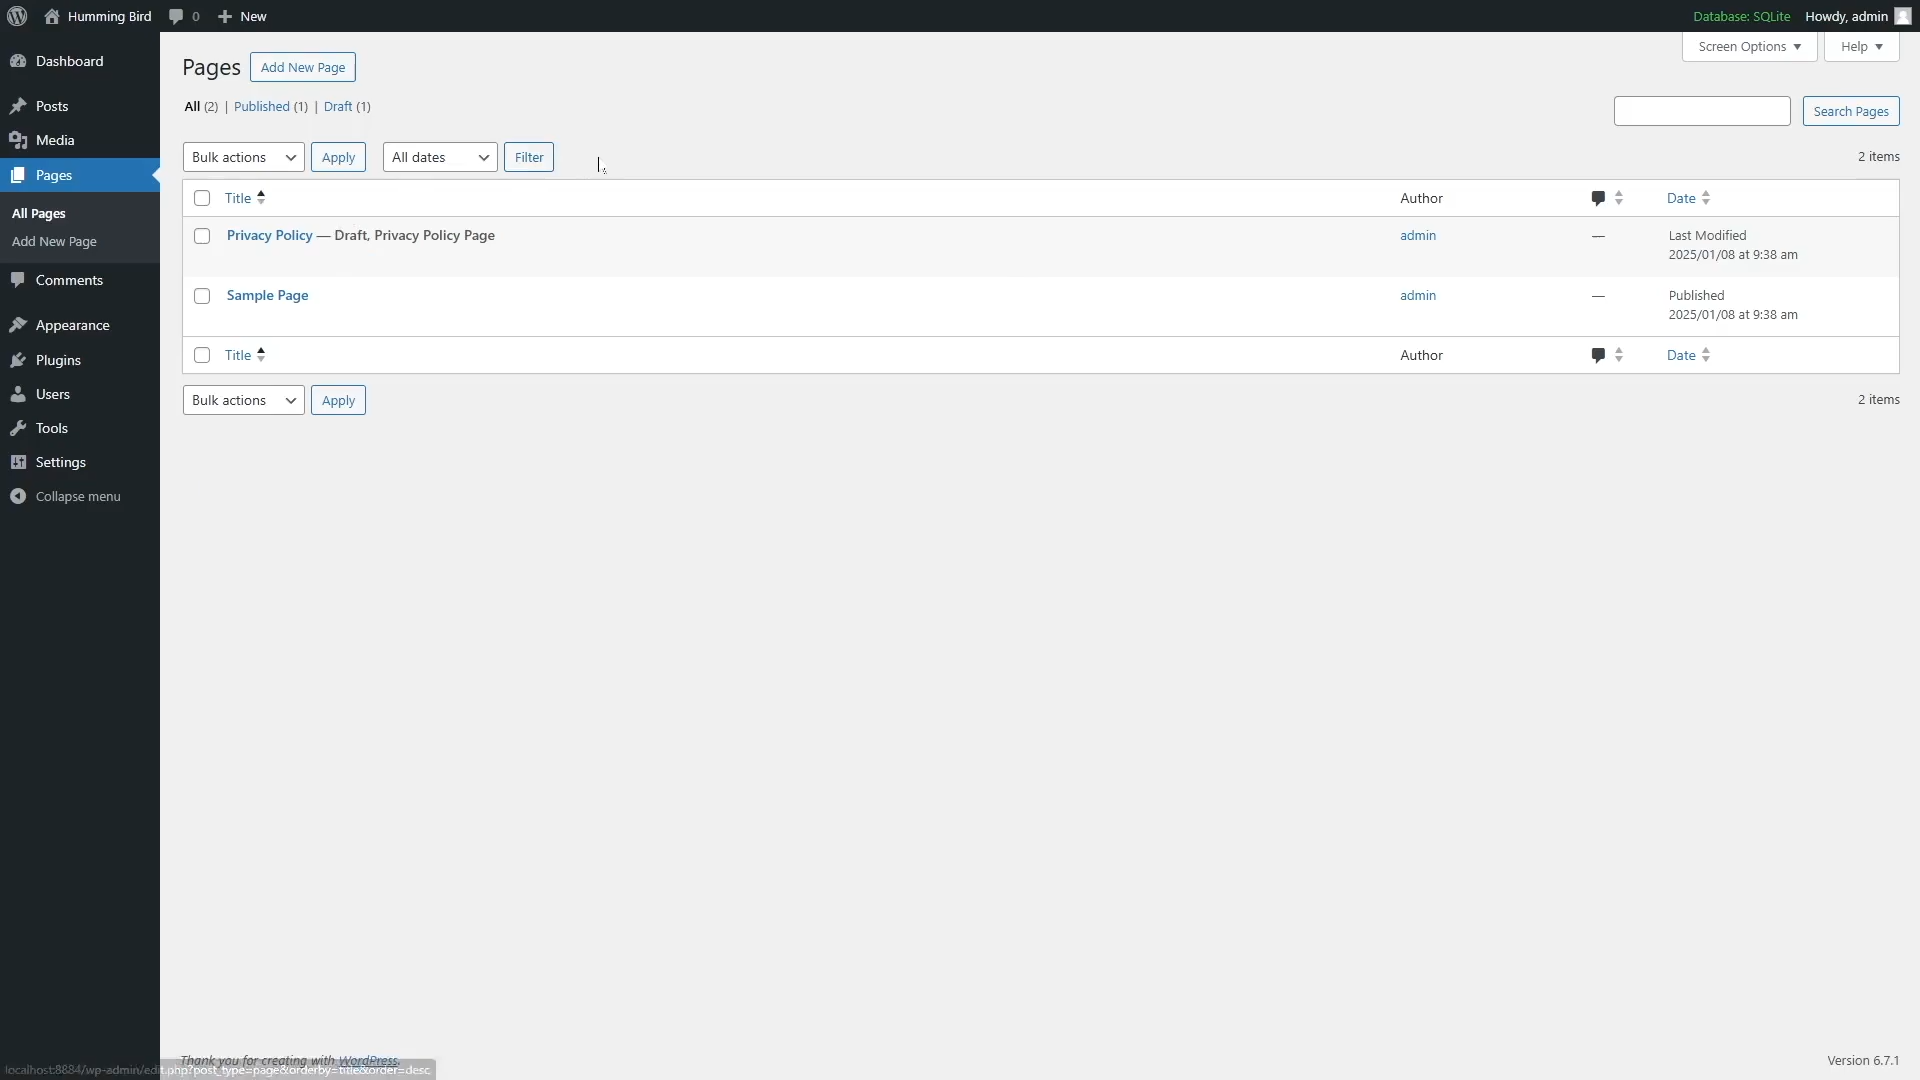 Humming Bird 0 New Database: SQLite Howdy, admin
Dashboard
Posts
Media
Pages
All Pages
Add New Page
Comments
Appearance
Plugins
Users
Tools
Settings
Collapse menu
Screen Options Help
Pages Add New Page
All (2) | Published (1) | Draft (1)
Search Pages
Bulk actions Apply All dates Filter 2 items
Title Author Date
Privacy Policy — Draft, Privacy Policy Page admin — Last Modified
2025/01/08 at 9:38 am
Sample Page admin — Published
2025/01/08 at 9:38 am
Title Author Date
Bulk actions Apply 2 items
Thank you for creating with WordPress. Version 6.7.1
localhost:8884/wp-admin/edit.php?post_type=page&orderby=title&order=desc